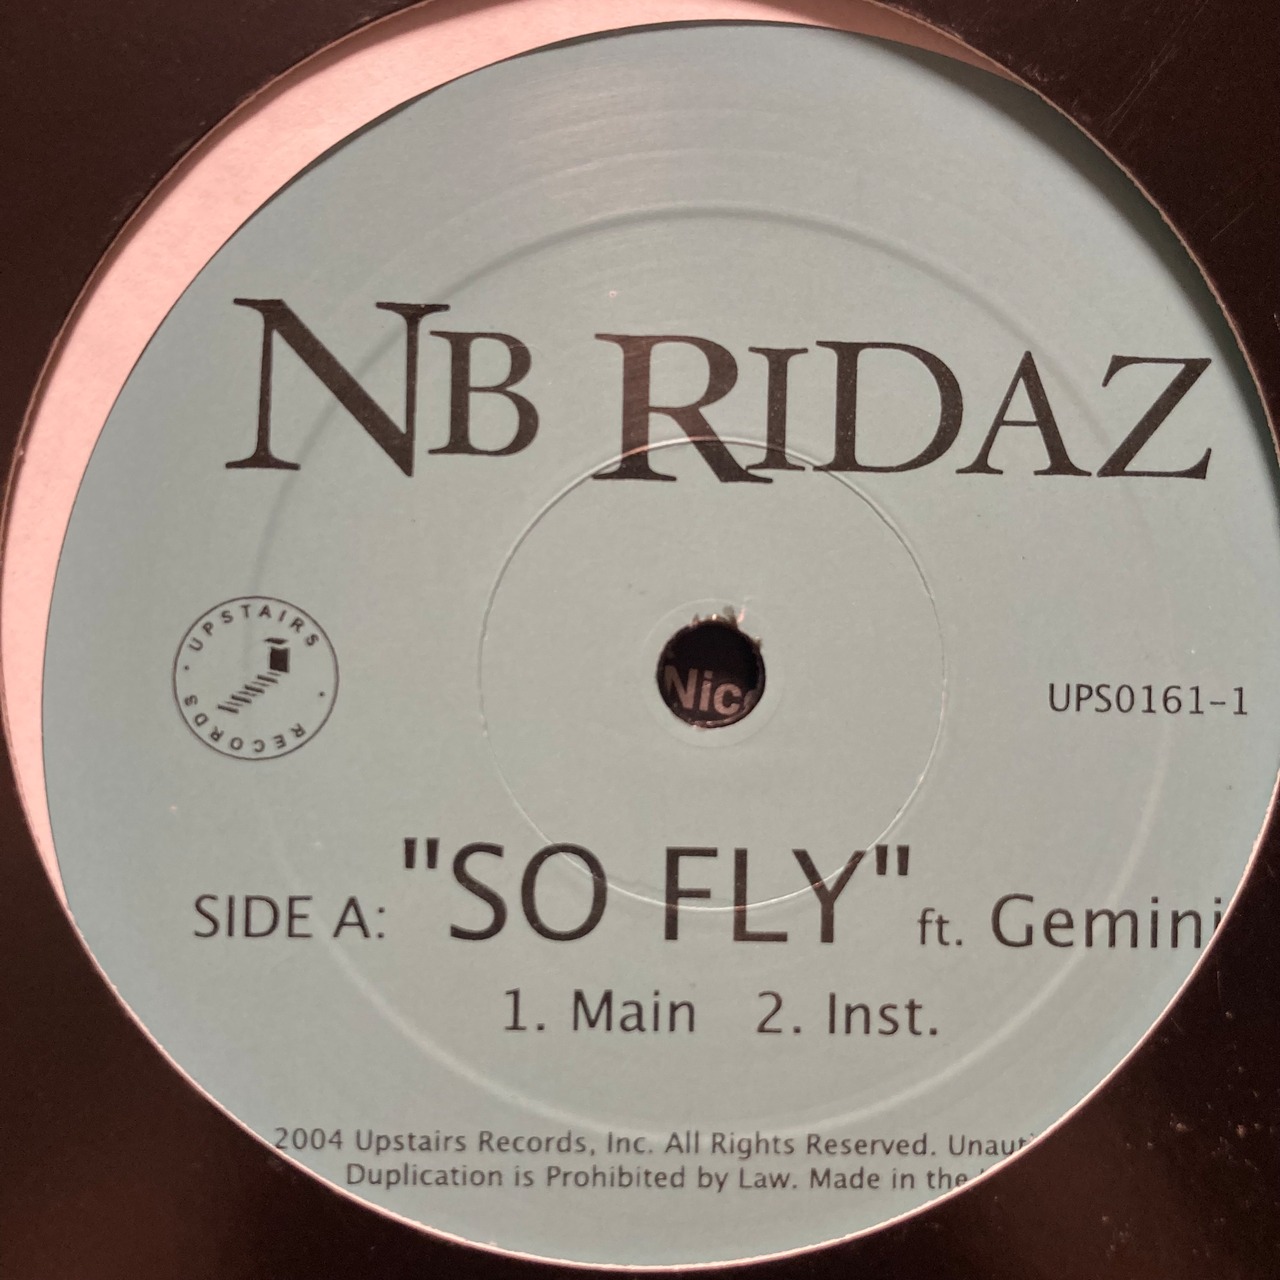 NB RIDAZ
UPSTAIRS RECORDS
Nic
UPS0161-1
SIDE A: "SO FLY" ft. Gemini
1. Main 2. Inst.
2004 Upstairs Records, Inc. All Rights Reserved.
Duplication is Prohibited by Law. Made in the